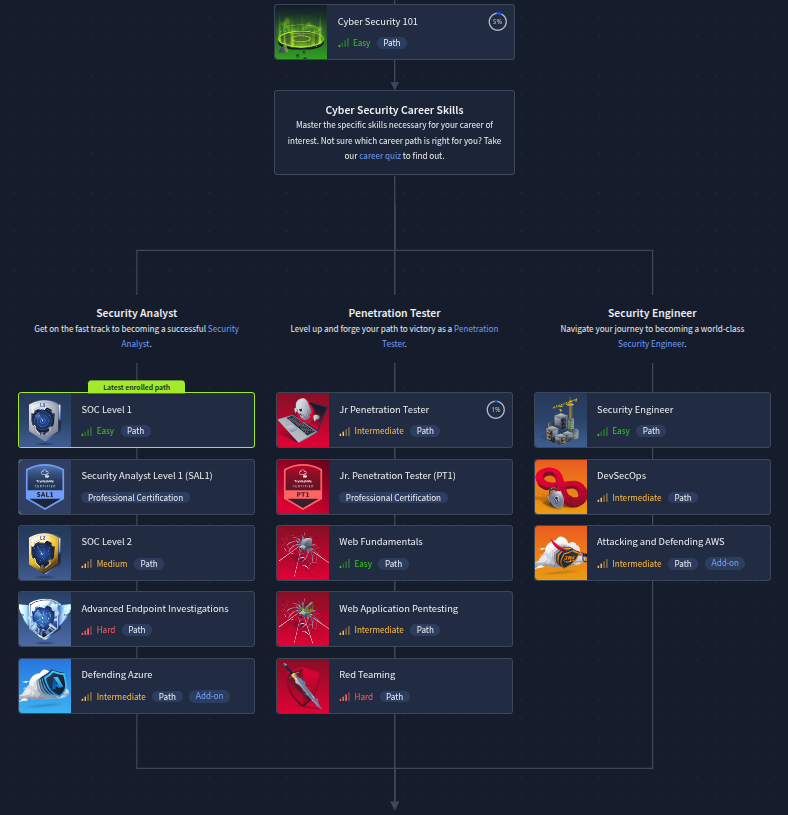 Cyber Security 101
5%
Easy
Path
Cyber Security Career Skills
Master the specific skills necessary for your career of
interest. Not sure which career path is right for you? Take
our career quiz to find out.
Security Analyst
Get on the fast track to becoming a successful Security
Analyst.
Latest enrolled path
L1
SOC Level 1
Easy
Path
SAL1
Security Analyst Level 1 (SAL1)
Professional Certification
L2
SOC Level 2
Medium
Path
Advanced Endpoint Investigations
Hard
Path
Defending Azure
Intermediate
Path
Add-on
Penetration Tester
Level up and forge your path to victory as a Penetration
Tester.
Jr Penetration Tester
1%
Intermediate
Path
PT1
Jr. Penetration Tester (PT1)
Professional Certification
Web Fundamentals
Easy
Path
Web Application Pentesting
Intermediate
Path
Red Teaming
Hard
Path
Security Engineer
Navigate your journey to becoming a world-class
Security Engineer.
Security Engineer
Easy
Path
DevSecOps
Intermediate
Path
Attacking and Defending AWS
Intermediate
Path
Add-on